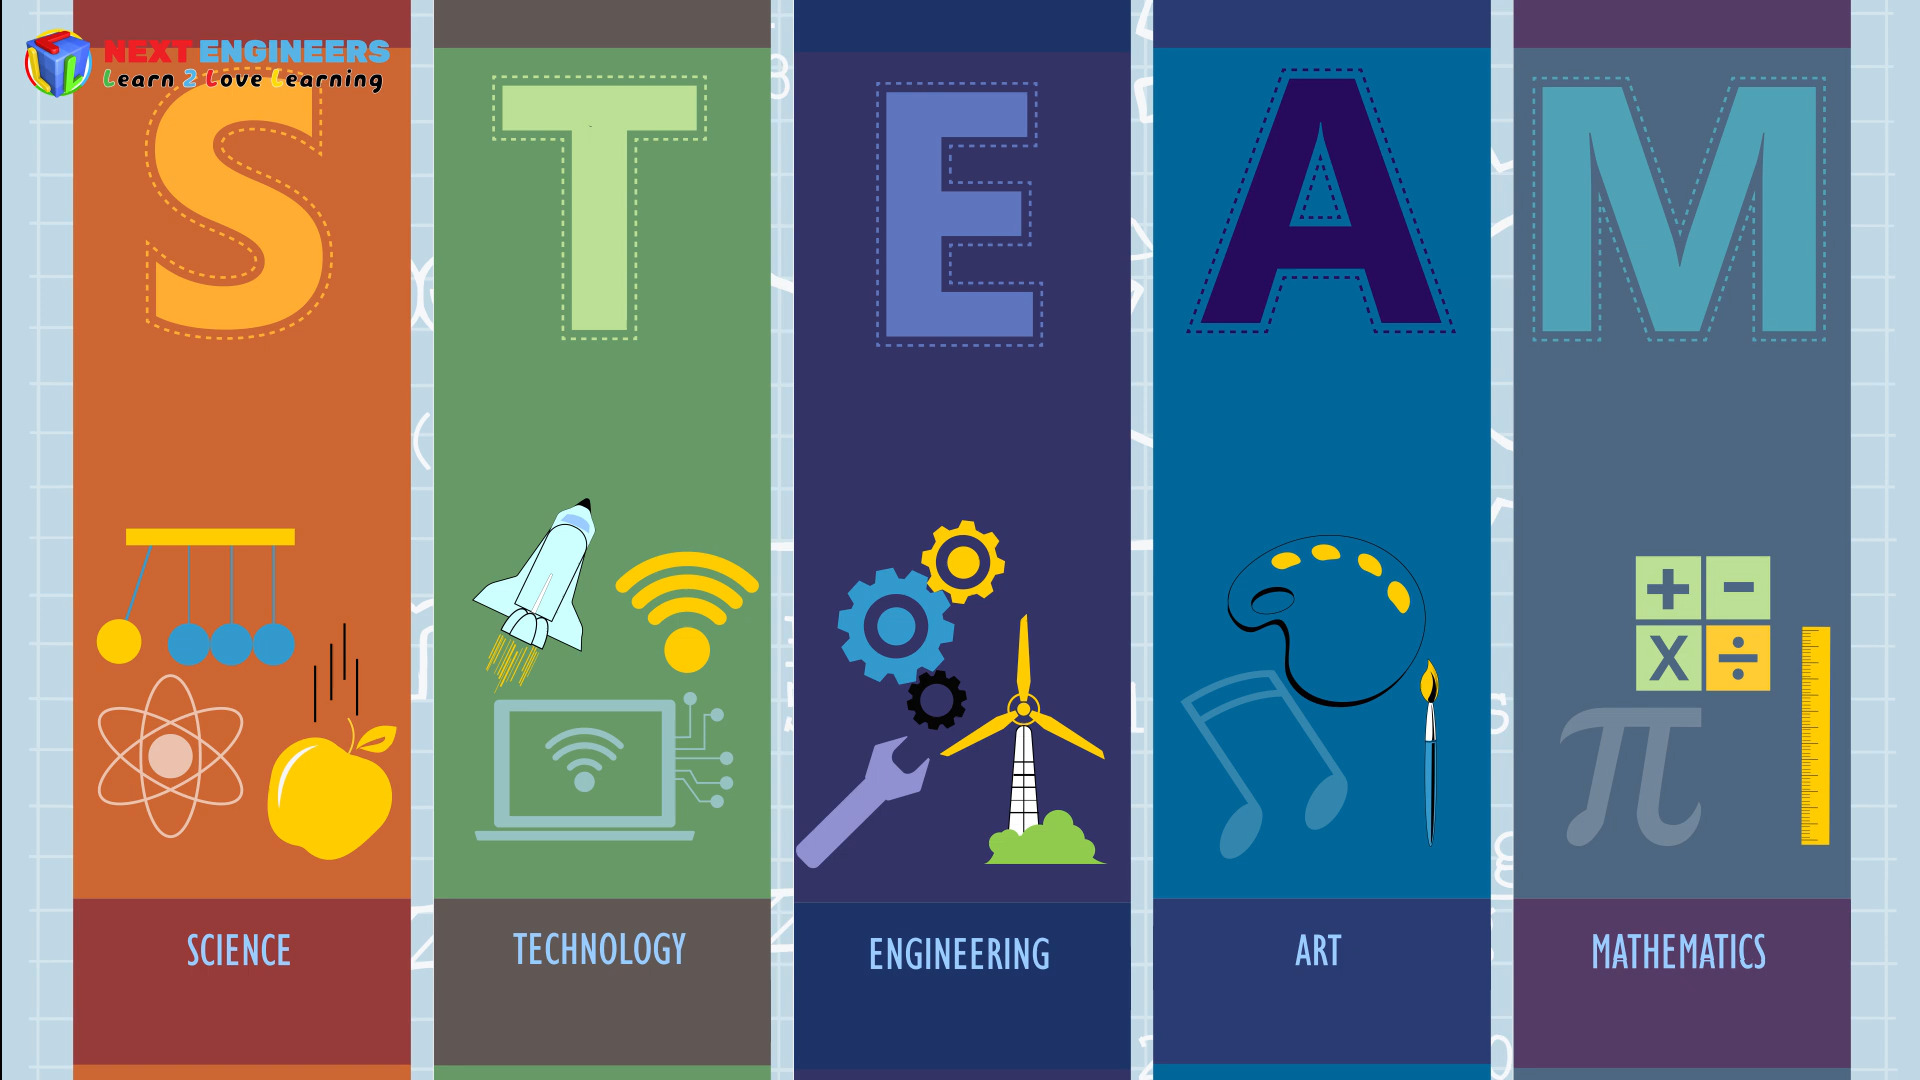 NEXT ENGINEERS
Learn 2 Love Learning
S T E A M
+ -
X ÷
π
SCIENCE TECHNOLOGY ENGINEERING ART MATHEMATICS